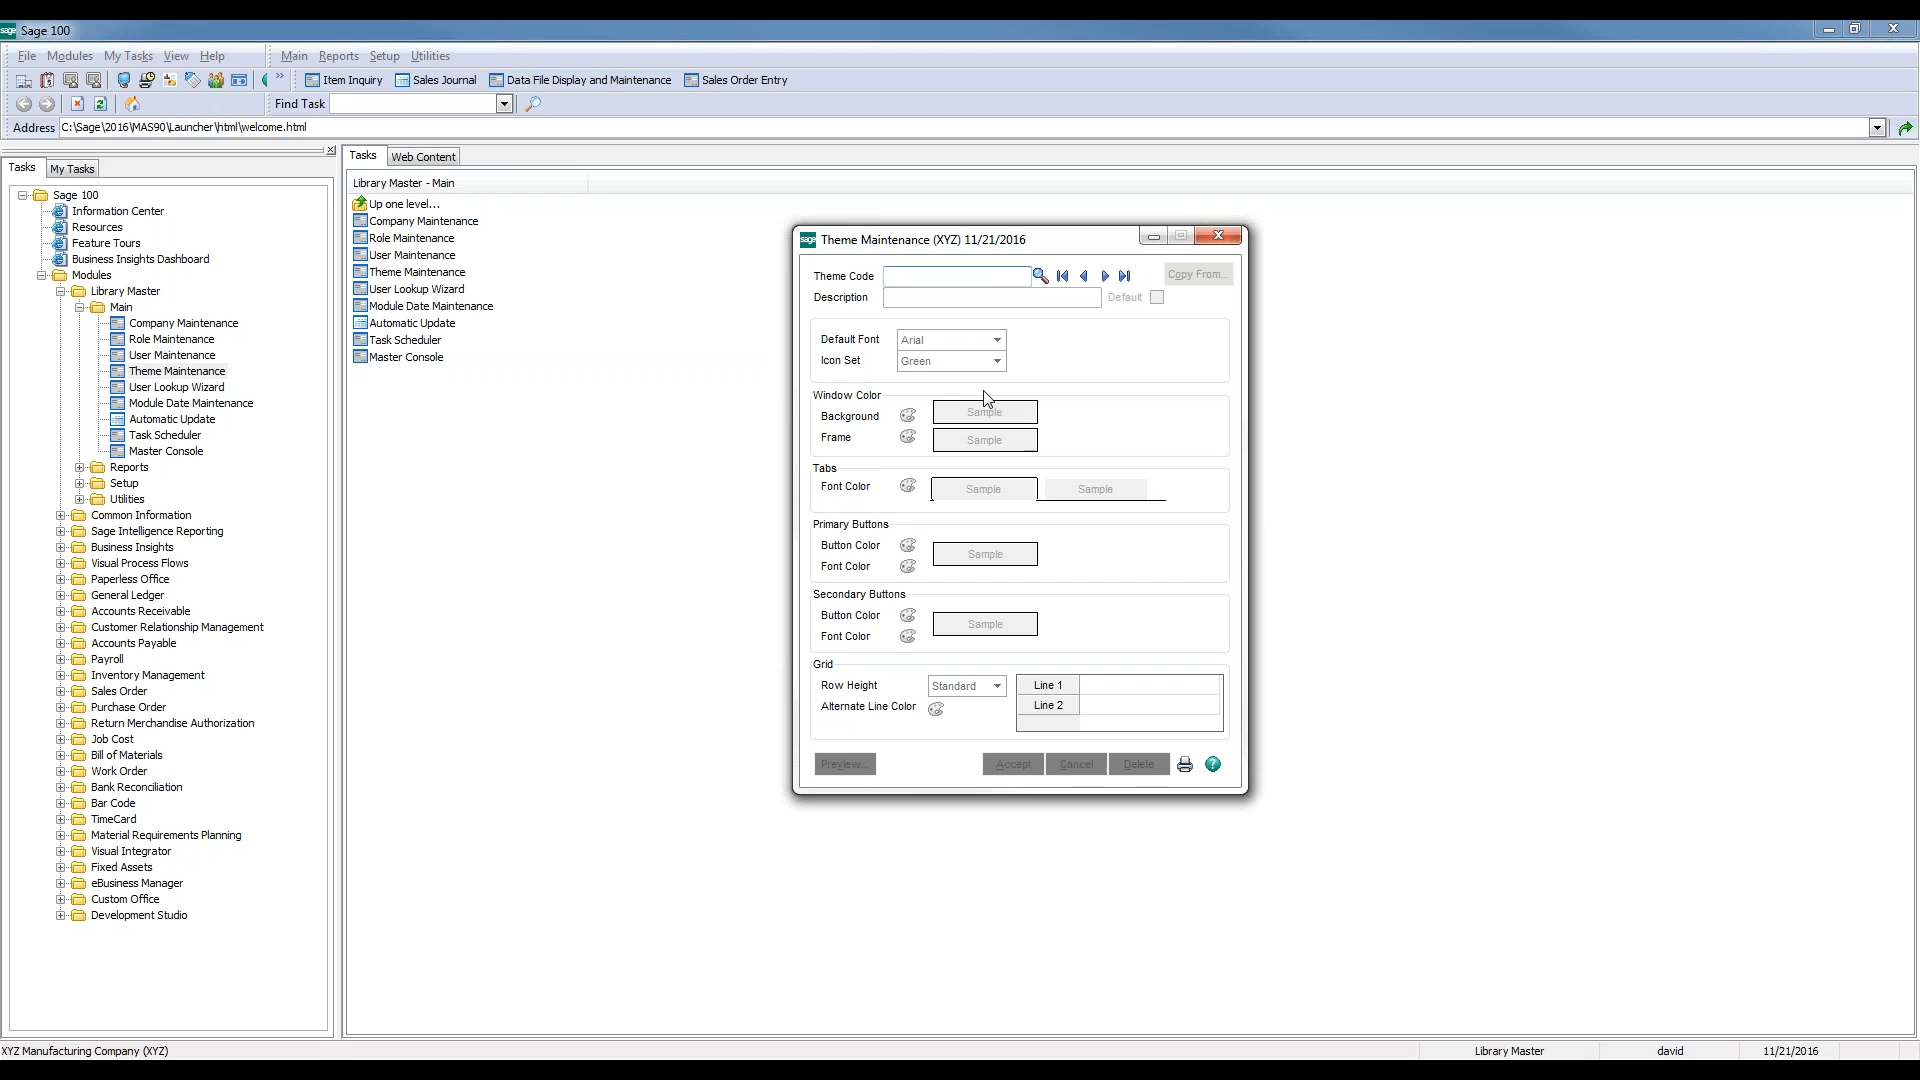 sage Sage 100
File Modules My Tasks View Help Main Reports Setup Utilities
Item Inquiry Sales Journal Data File Display and Maintenance Sales Order Entry
Find Task
Address C:\Sage\2016\MAS90\Launcher\html\welcome.html
Tasks My Tasks
Sage 100
Information Center
Resources
Feature Tours
Business Insights Dashboard
Modules
Library Master
Main
Company Maintenance
Role Maintenance
User Maintenance
Theme Maintenance
User Lookup Wizard
Module Date Maintenance
Automatic Update
Task Scheduler
Master Console
Reports
Setup
Utilities
Common Information
Sage Intelligence Reporting
Business Insights
Visual Process Flows
Paperless Office
General Ledger
Accounts Receivable
Customer Relationship Management
Accounts Payable
Payroll
Inventory Management
Sales Order
Purchase Order
Return Merchandise Authorization
Job Cost
Bill of Materials
Work Order
Bank Reconciliation
Bar Code
TimeCard
Material Requirements Planning
Visual Integrator
Fixed Assets
eBusiness Manager
Custom Office
Development Studio
Tasks Web Content
Library Master - Main
Up one level...
Company Maintenance
Role Maintenance
User Maintenance
Theme Maintenance
User Lookup Wizard
Module Date Maintenance
Automatic Update
Task Scheduler
Master Console
sage Theme Maintenance (XYZ) 11/21/2016
Theme Code Copy From...
Description Default
Default Font Arial
Icon Set Green
Window Color
Background Sample
Frame Sample
Tabs
Font Color Sample Sample
Primary Buttons
Button Color Sample
Font Color
Secondary Buttons
Button Color Sample
Font Color
Grid
Row Height Standard Line 1
Alternate Line Color Line 2
Preview... Accept Cancel Delete
XYZ Manufacturing Company (XYZ) Library Master david 11/21/2016